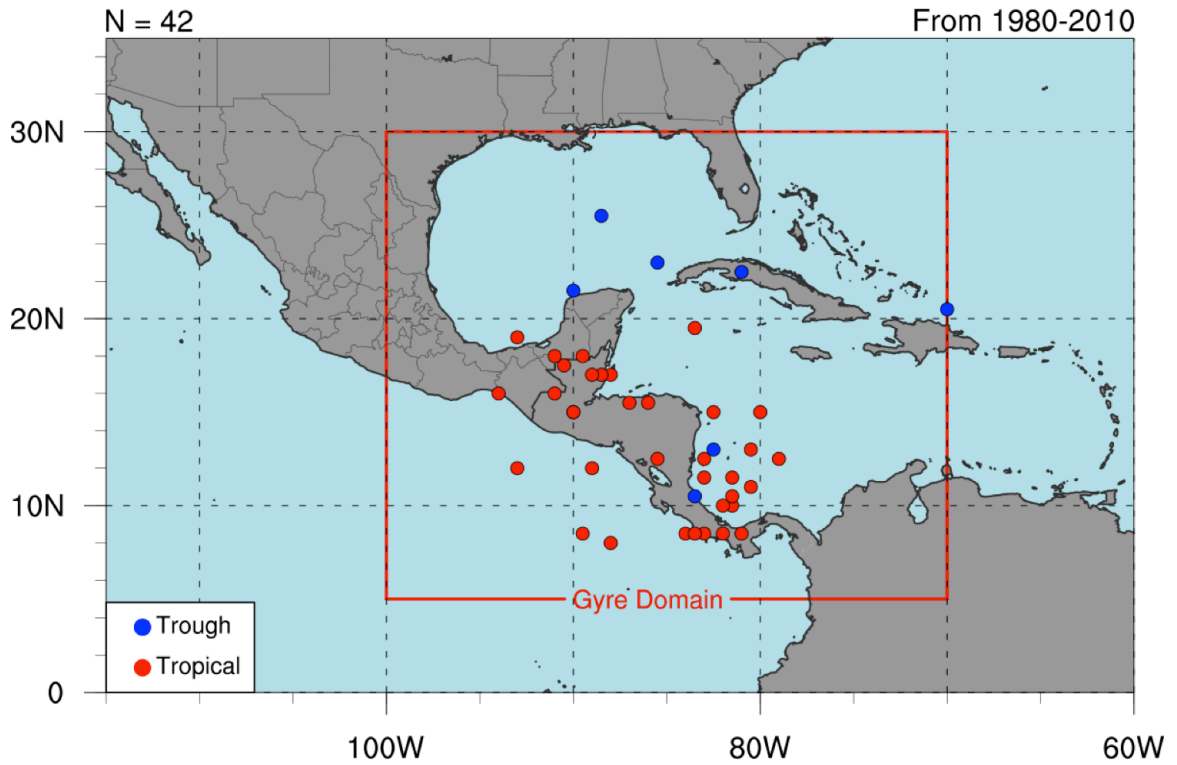 N = 42
From 1980-2010
30N
20N
10N
0
Gyre Domain
Trough
Tropical
100W
80W
60W